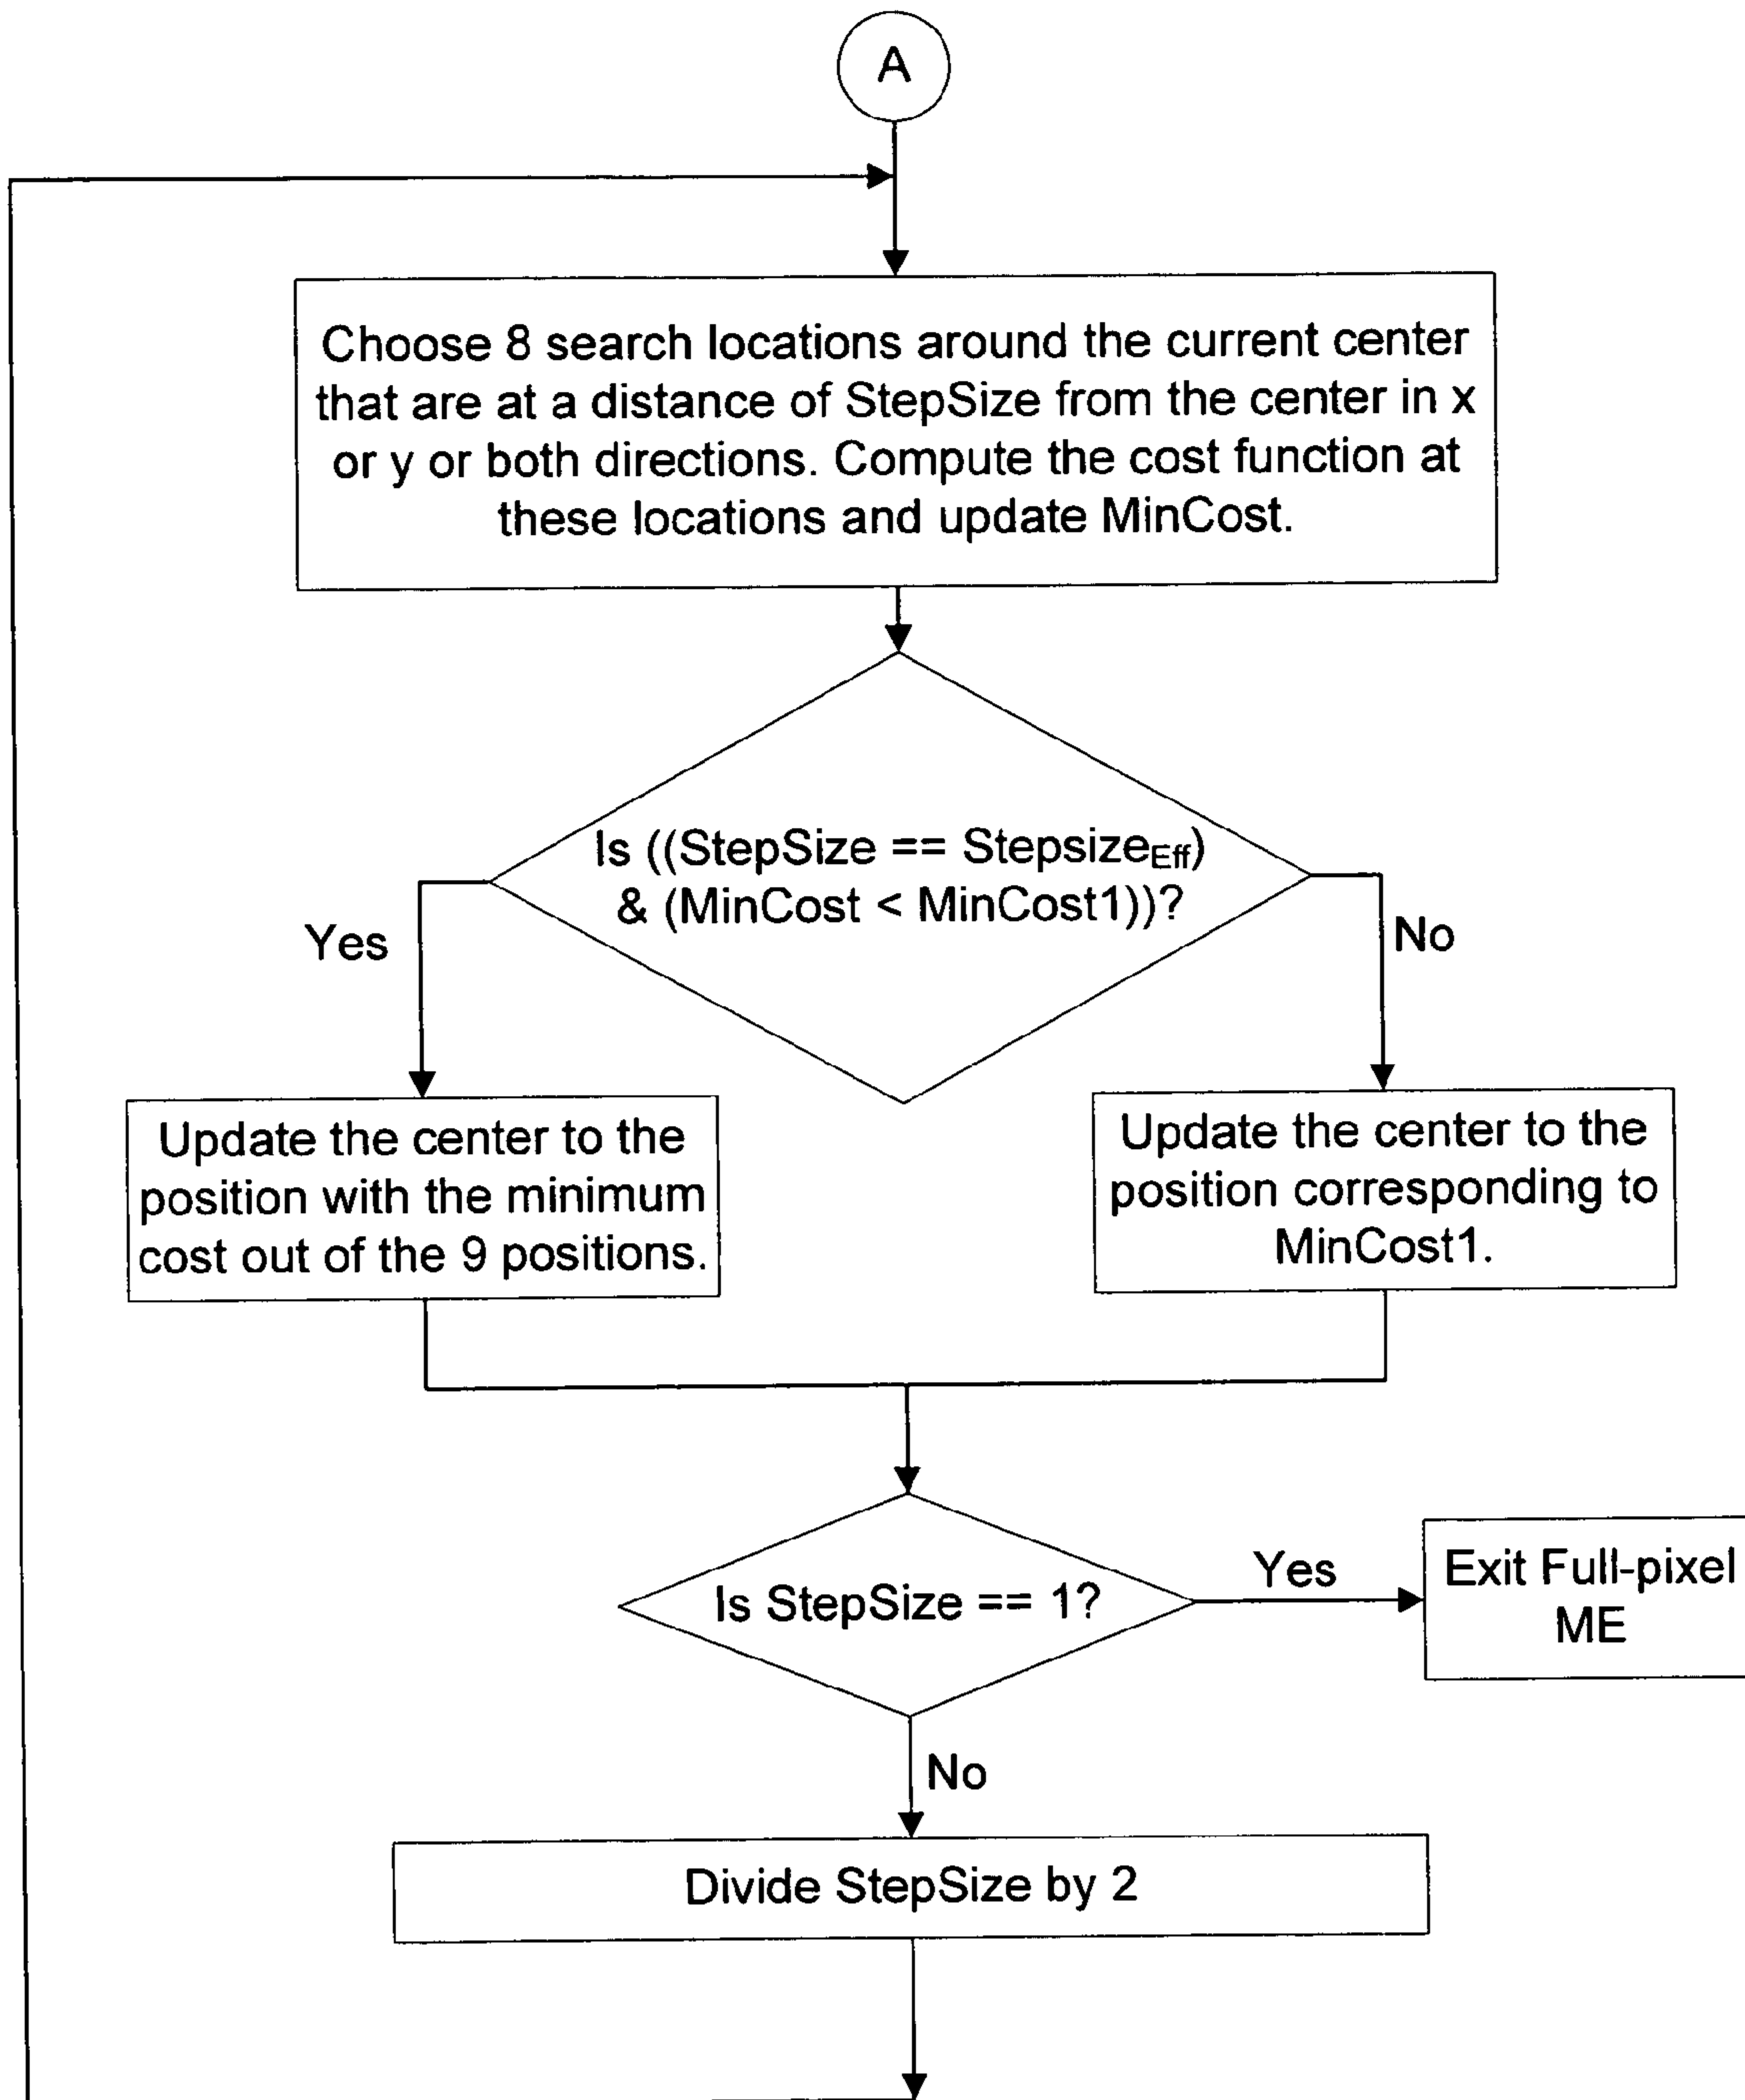 A
Choose 8 search locations around the current center
that are at a distance of StepSize from the center in x
or y or both directions. Compute the cost function at
these locations and update MinCost.
Is ((StepSize == Stepsize_Eff)
& (MinCost < MinCost1))?
Yes
No
Update the center to the
position with the minimum
cost out of the 9 positions.
Update the center to the
position corresponding to
MinCost1.
Is StepSize == 1?
Yes
Exit Full-pixel
ME
No
Divide StepSize by 2